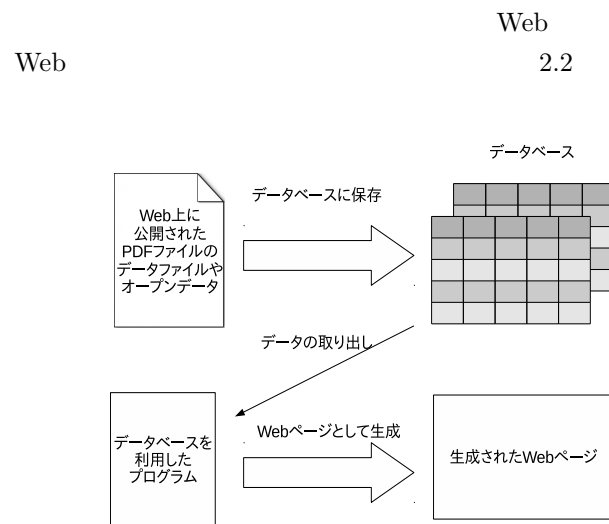 Web
Web 2.2
データベース
データベースに保存
Web上に
公開された
PDFファイルの
データファイルや
オープンデータ
データの取り出し
データベースを
利用した
プログラム
Webページとして生成
生成されたWebページ